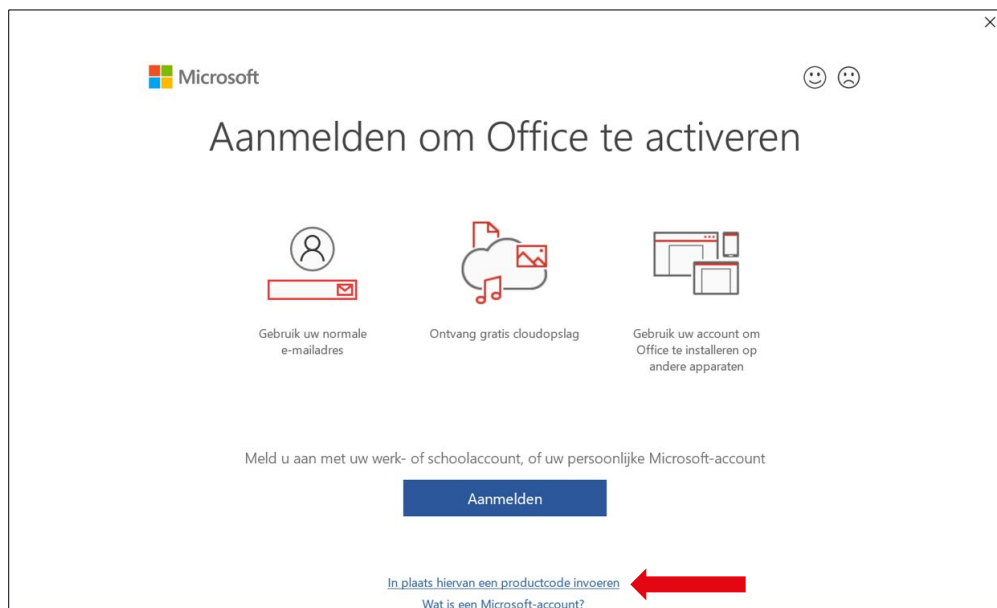 Microsoft
Aanmelden om Office te activeren
Gebruik uw normale
e-mailadres
Ontvang gratis cloudopslag
Gebruik uw account om
Office te installeren op
andere apparaten
Meld u aan met uw werk- of schoolaccount, of uw persoonlijke Microsoft-account
Aanmelden
In plaats hiervan een productcode invoeren
Wat is een Microsoft-account?